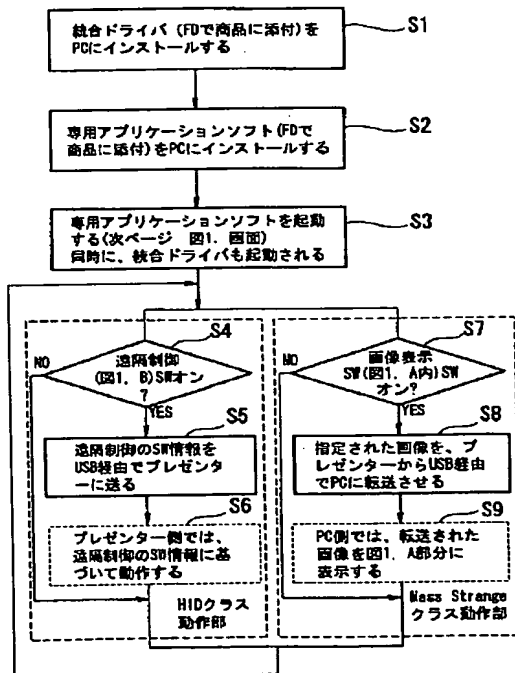 統合ドライバ (FDで商品に添付)を
PCにインストールする
S1
専用アプリケーションソフト(FDで
商品に添付)をPCにインストールする
S2
専用アプリケーションソフトを起動
する(次ページ 図1. 画面)
同時に、統合ドライバも起動される
S3
S4
NO
遠隔制御
(図1. B)SWオン
?
YES
S5
遠隔制御のSW情報を
USB経由でプレゼンター
に送る
S6
プレゼンター側では、
遠隔制御のSW情報に基
づいて動作する
HIDクラス
動作部
S7
NO
画像表示
SW(図1. A内)SW
オン?
YES
S8
指定された画像を、プレ
ゼンターからUSB経由
でPCに転送させる
S9
PC側では、転送された
画像を図1. A部分に
表示する
Mass Strange
クラス動作部